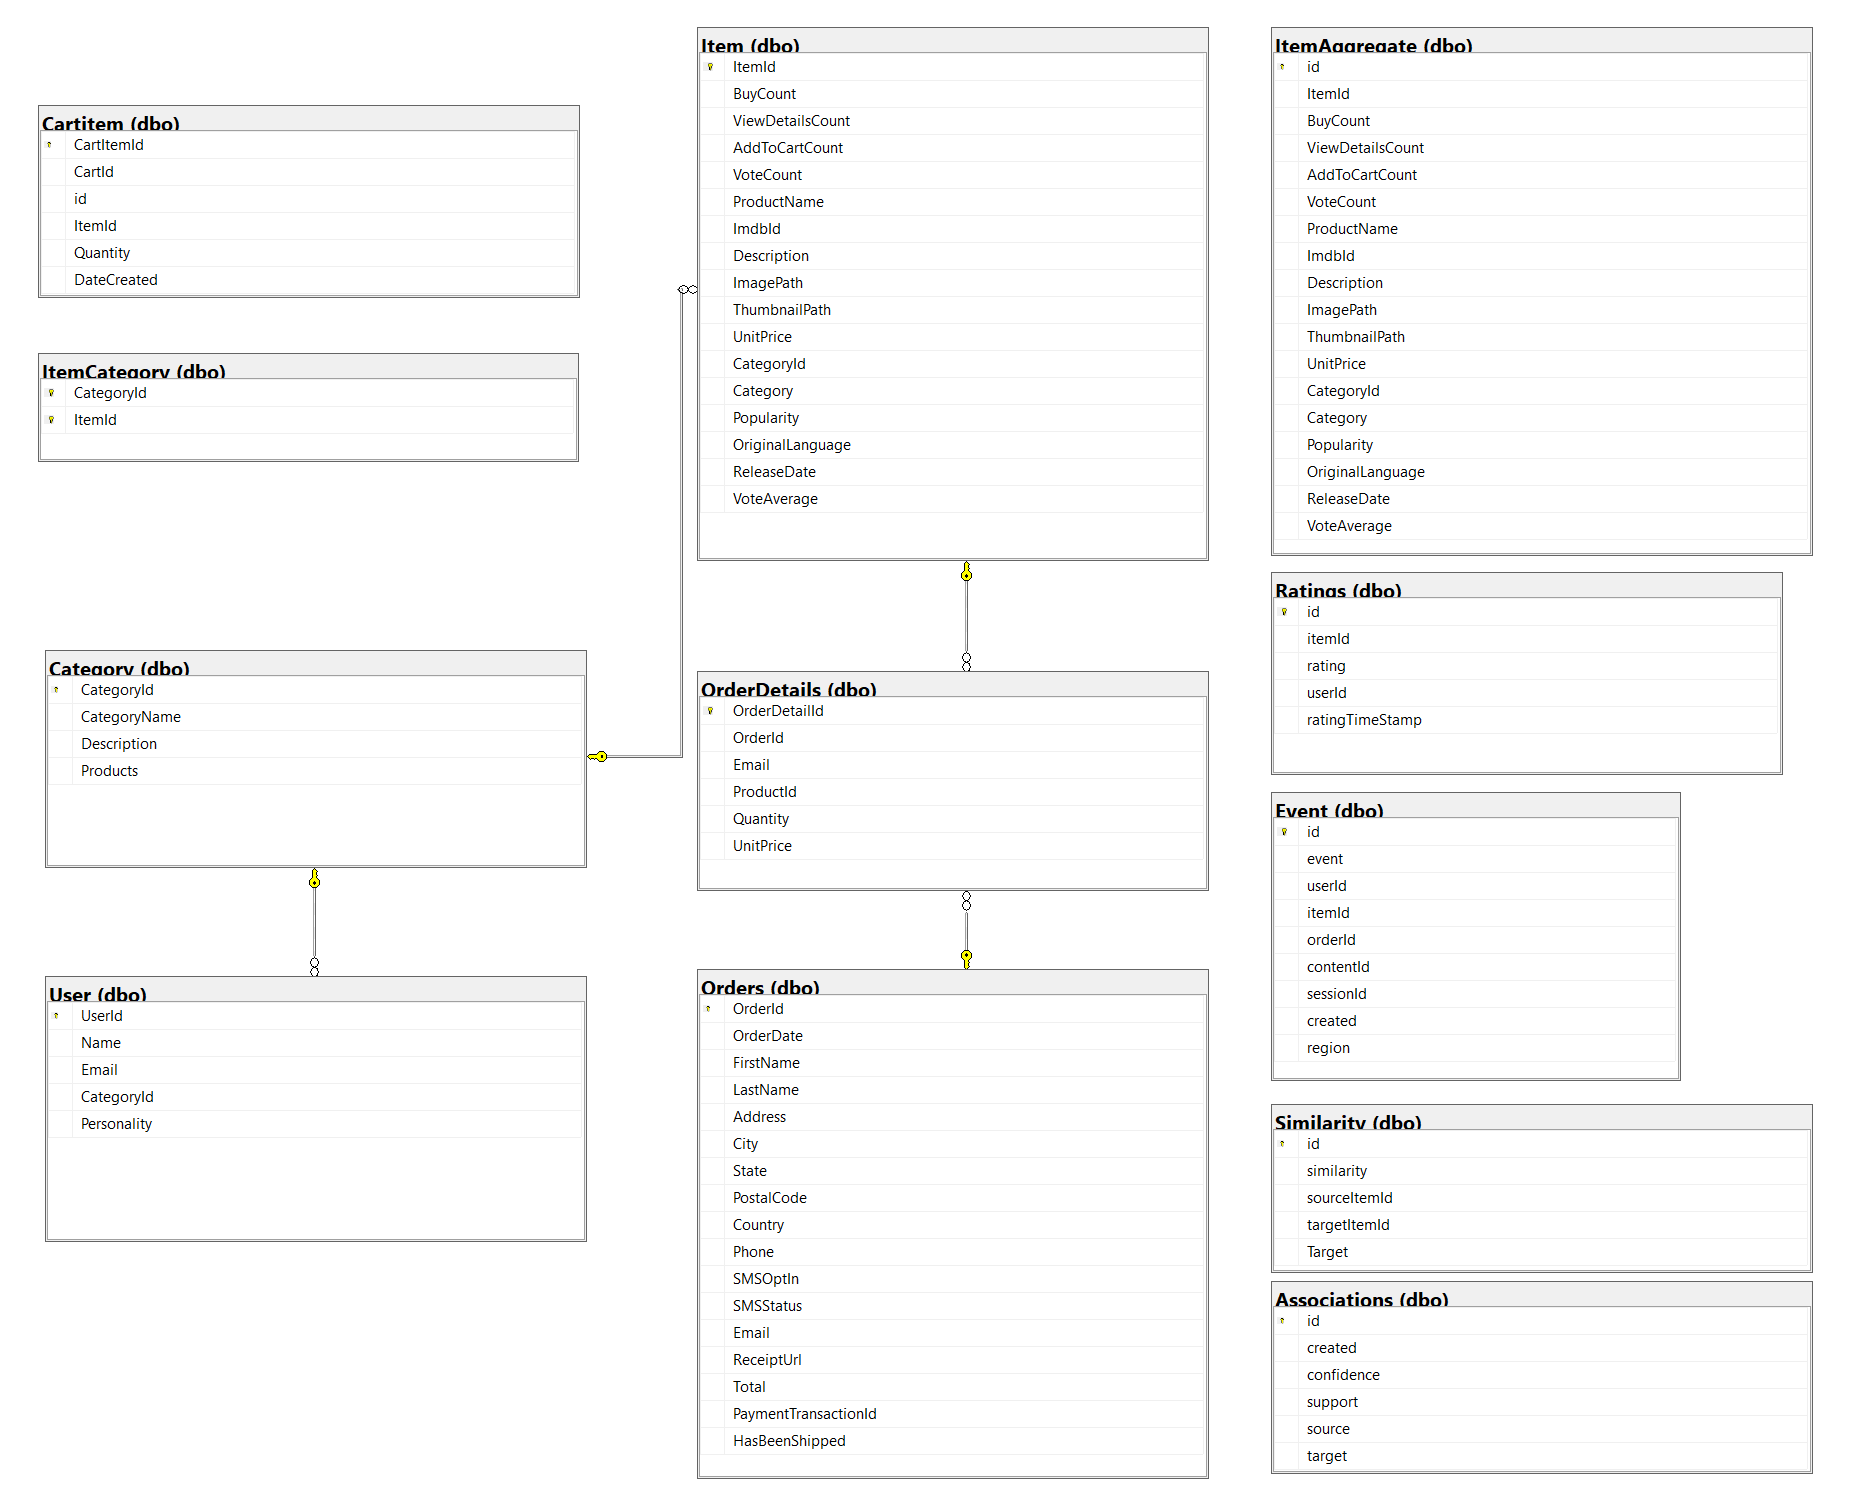 Cartitem (dbo)
CartItemId
CartId
id
ItemId
Quantity
DateCreated
ItemCategory (dbo)
CategoryId
ItemId
Category (dbo)
CategoryId
CategoryName
Description
Products
User (dbo)
UserId
Name
Email
CategoryId
Personality
Item (dbo)
ItemId
BuyCount
ViewDetailsCount
AddToCartCount
VoteCount
ProductName
ImdbId
Description
ImagePath
ThumbnailPath
UnitPrice
CategoryId
Category
Popularity
OriginalLanguage
ReleaseDate
VoteAverage
OrderDetails (dbo)
OrderDetailId
OrderId
Email
ProductId
Quantity
UnitPrice
Orders (dbo)
OrderId
OrderDate
FirstName
LastName
Address
City
State
PostalCode
Country
Phone
SMSOptIn
SMSStatus
Email
ReceiptUrl
Total
PaymentTransactionId
HasBeenShipped
ItemAggregate (dbo)
id
ItemId
BuyCount
ViewDetailsCount
AddToCartCount
VoteCount
ProductName
ImdbId
Description
ImagePath
ThumbnailPath
UnitPrice
CategoryId
Category
Popularity
OriginalLanguage
ReleaseDate
VoteAverage
Ratings (dbo)
id
itemId
rating
userId
ratingTimeStamp
Event (dbo)
id
event
userId
itemId
orderId
contentId
sessionId
created
region
Similarity (dbo)
id
similarity
sourceItemId
targetItemId
Target
Associations (dbo)
id
created
confidence
support
source
target